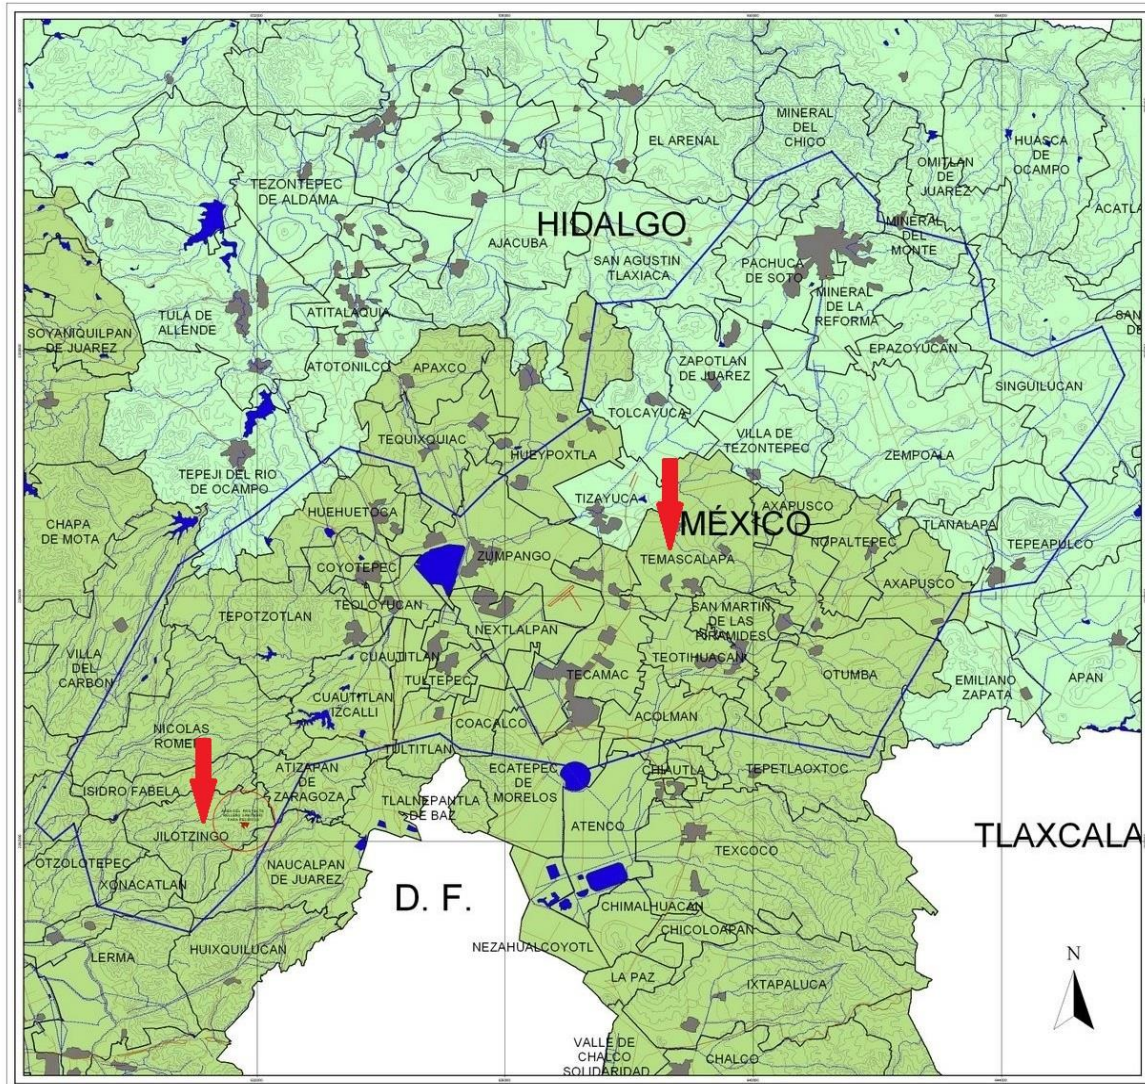 EL ARENAL
MINERAL
DEL
CHICO
HUASCA
DE
OCAMPO
OMITLAN
DE
JUAREZ
ACATLA
TEZONTEPEC
DE ALDAMA
HIDALGO
AJACUBA
SAN AGUSTIN
TLAXIACA
MINERAL
DEL
MONTE
PACHUCA
DE SOTO
MINERAL
DE LA
REFORMA
SAN
DE
TULA DE
ALLENDE
ATITALAQUIA
SOYANIQUILPAN
DE JUAREZ
ATOTONILCO
APAXCO
ZAPOTLAN
DE JUAREZ
EPAZOYUCAN
SINGUILUCAN
TOLCAYUCA
TEQUIXQUIAC
HUEYPOXTLA
VILLA DE
TEZONTEPEC
ZEMPOALA
TEPEJI DEL RIO
DE OCAMPO
TIZAYUCA
AXAPUSCO
CHAPA
DE MOTA
HUEHUETOCA
MÉXICO
TLANALAPA
TEPEAPULCO
NOPALTEPEC
ZUMPANGO
TEMASCALAPA
COYOTEPEC
AXAPUSCO
TEPOTZOTLAN
TEOLOYUCAN
NEXTLALPAN
SAN MARTIN
DE LAS
PIRAMIDES
VILLA
DEL
CARBON
CUAUTITLAN
TULTEPEC
TECAMAC
TEOTIHUACAN
OTUMBA
EMILIANO
ZAPATA
APAN
CUAUTITLAN
IZCALLI
COACALCO
ACOLMAN
NICOLAS
TULTITLAN
ATIZAPAN
DE
ZARAGOZA
ECATEPEC
DE
MORELOS
CHIAUTLA
TEPETLAOXTOC
ISIDRO FABELA
TLALNEPANTLA
DE BAZ
ATENCO
JILOTZINGO
TLAXCALA
TEXCOCO
OTZOLOTEPEC
XONACATLAN
NAUCALPAN
DE JUAREZ
D. F.
CHIMALHUACAN
CHICOLOAPAN
NEZAHUALCOYOTL
HUIXQUILUCAN
LERMA
LA PAZ
IXTAPALUCA
N
VALLE DE
CHALCO
SOLIDARIDAD
CHALCO